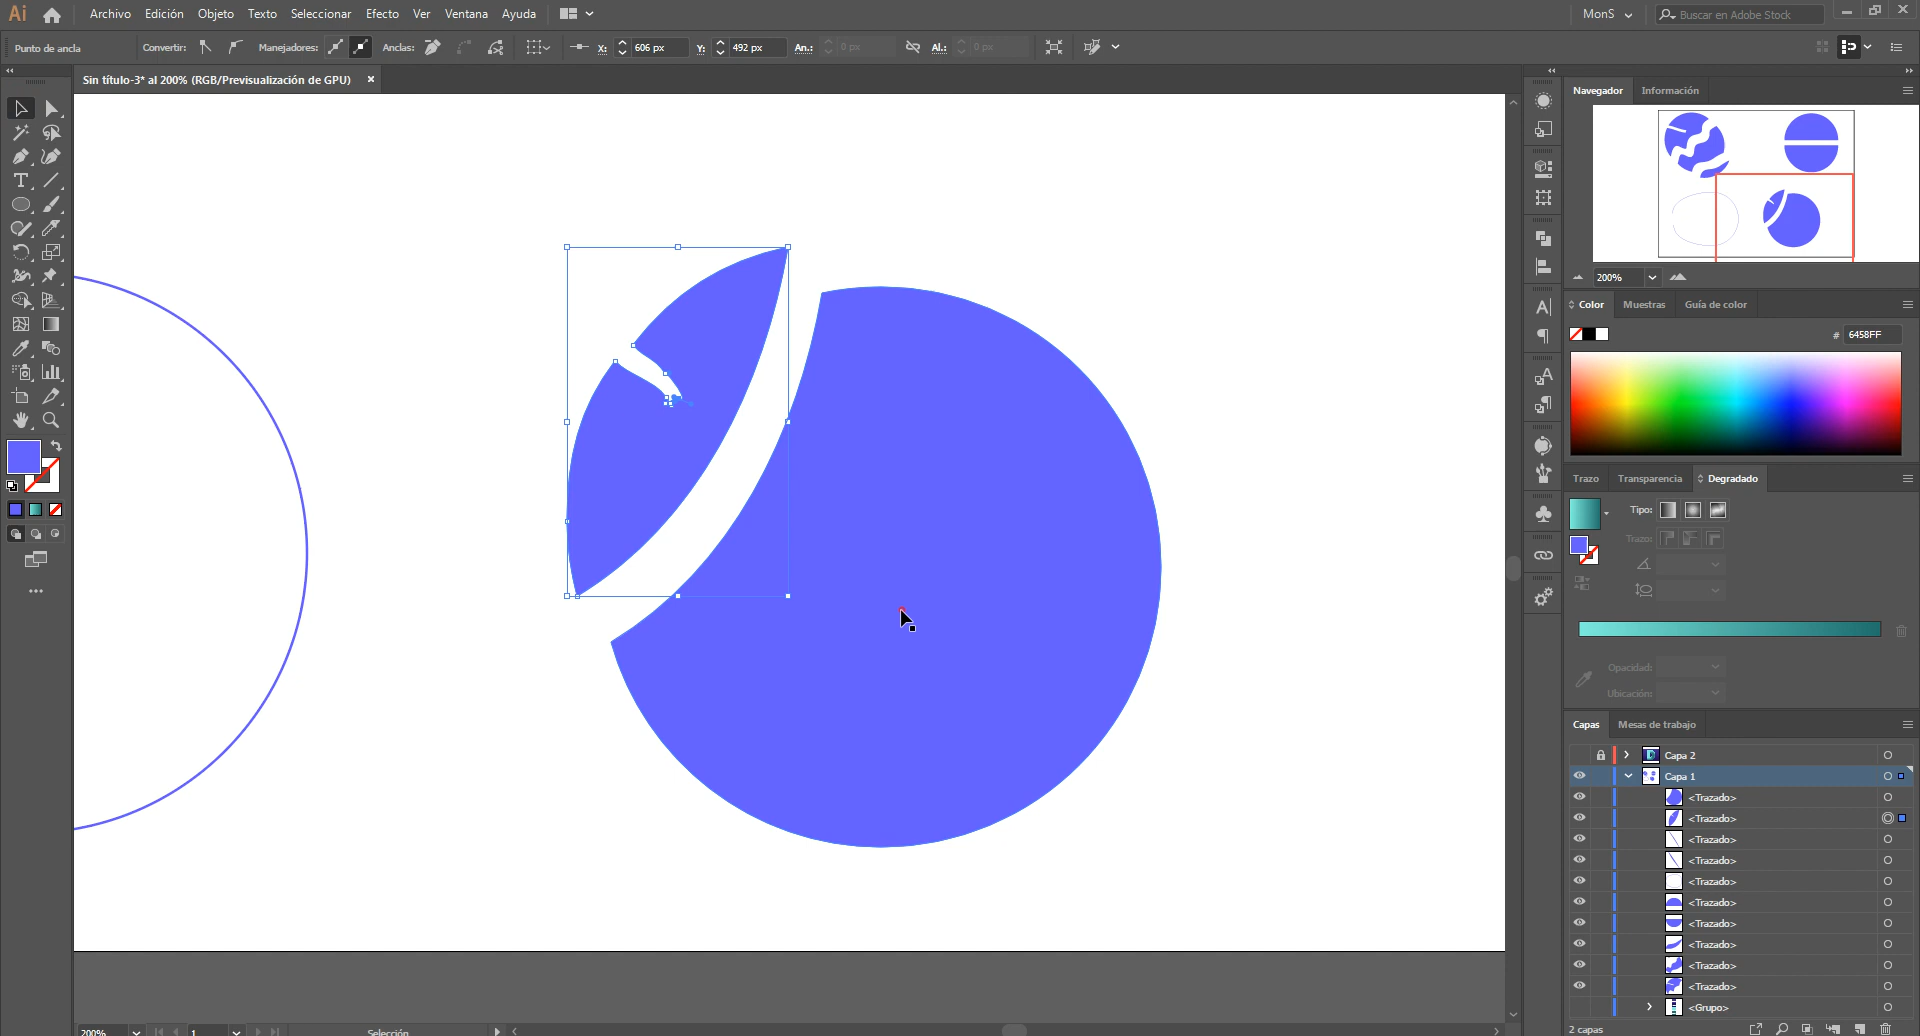 Ai Archivo Edición Objeto Texto Seleccionar Efecto Ver Ventana Ayuda MonS Buscar en Adobe Stock
Punto de ancla Convertir: Manejadores: Anclas: X: 606 px Y: 492 px An.: 0 px Al.: 0 px
Sin título-3* al 200% (RGB/Previsualización de GPU)
Navegador Información
200%
Color Muestras Guía de color
# 6458FF
Trazo Transparencia Degradado
Tipo:
Trazo:
Opacidad:
Ubicación:
Capas Mesas de trabajo
Capa 2
Capa 1
<Trazado>
<Trazado>
<Trazado>
<Trazado>
<Trazado>
<Trazado>
<Trazado>
<Trazado>
<Trazado>
<Trazado>
<Grupo>
2 capas
200% 1 Selección